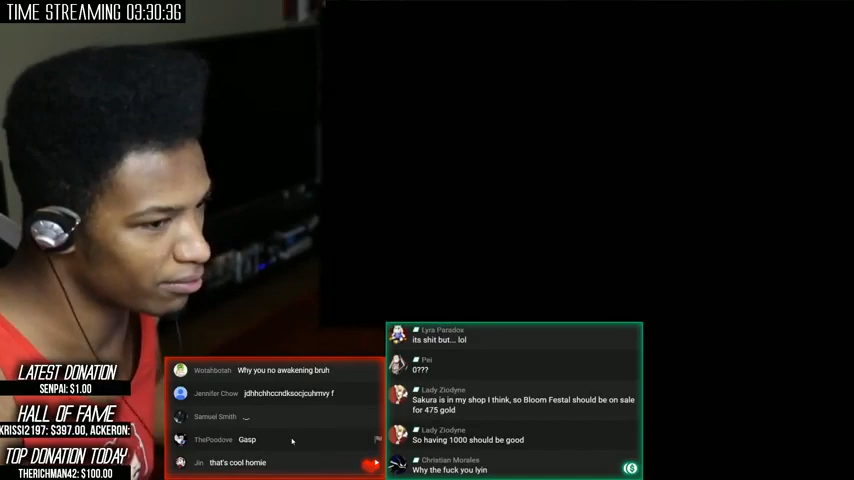 TIME STREAMING 03:30:36
LATEST DONATION
SENPAI: $1.00
HALL OF FAME
KRISSI2197: $397.00, ACKERON:
TOP DONATION TODAY
THERICHMAN42: $100.00
Wotahbotah Why you no awakening bruh
Jennifer Chow jdhhchhccndksocjcuhmvy f
Samuel Smith ._.
ThePoodove Gasp
Jin that's cool homie
Lyra Paradox
its shit but... lol
Pei
0???
Lady Ziodyne
Sakura is in my shop I think, so Bloom Festal should be on sale
for 475 gold
Lady Ziodyne
So having 1000 should be good
Christian Morales
Why the fuck you lyin